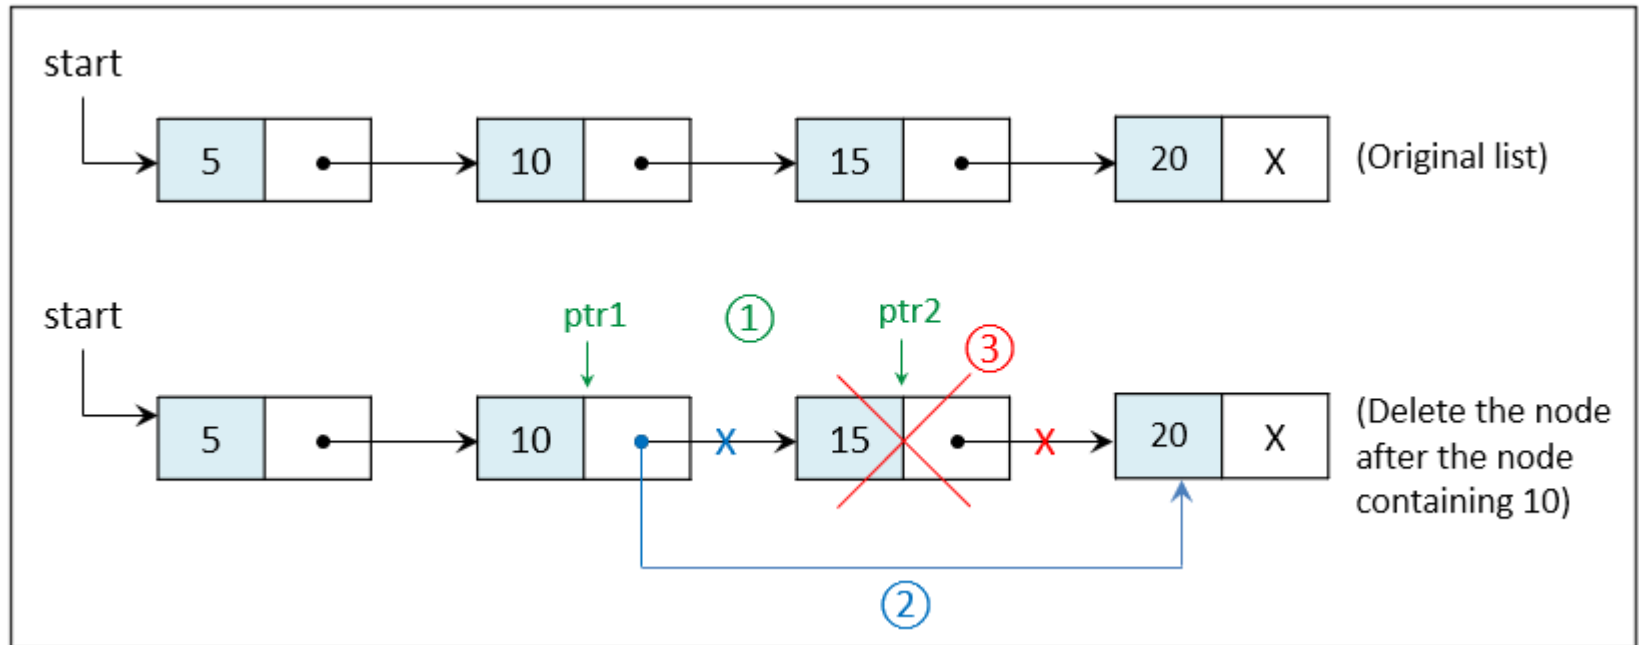 start
5 10 15 20 X (Original list)
start
ptr1 1 ptr2 3
5 10 X 15 X 20 X (Delete the node
after the node
containing 10)
2